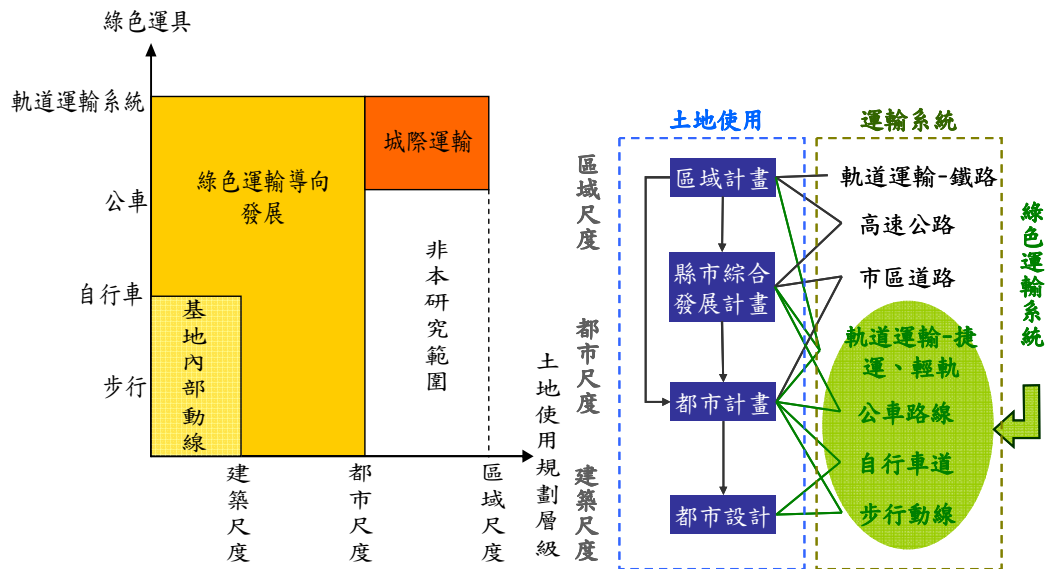 綠色運具
軌道運輸系統
公車
自行車
步行
城際運輸
綠色運輸導向
發展
基地內部動線
非本研究範圍
建築尺度
都市尺度
區域尺度
土地使用規劃層級
土地使用
運輸系統
區域尺度
都市尺度
建築尺度
區域計畫
縣市綜合
發展計畫
都市計畫
都市設計
軌道運輸-鐵路
高速公路
市區道路
軌道運輸-捷
運、輕軌
公車路線
自行車道
步行動線
綠色運輸系統